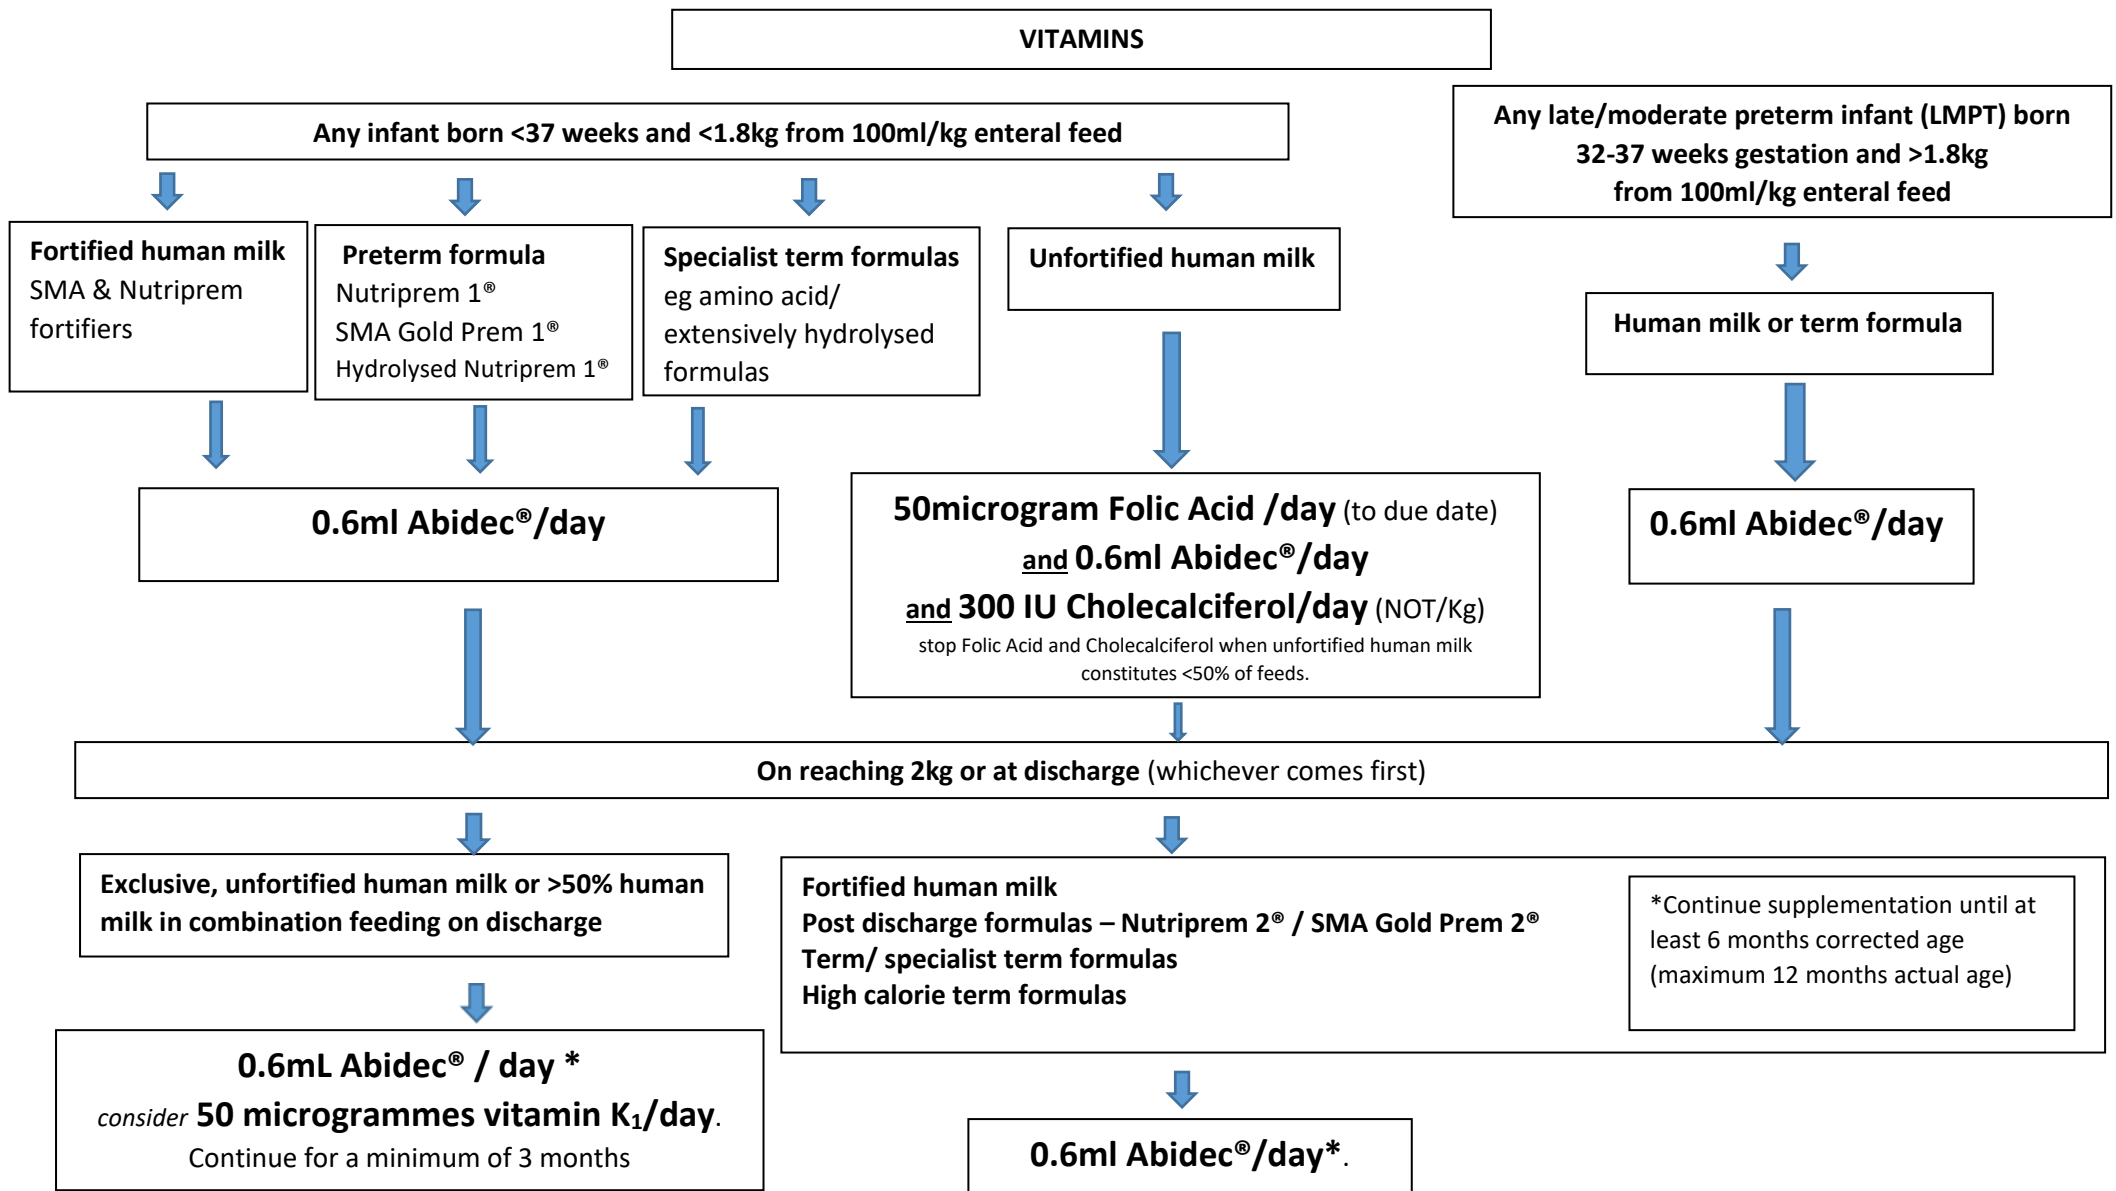 VITAMINS
Any infant born <37 weeks and <1.8kg from 100ml/kg enteral feed
Any late/moderate preterm infant (LMPT) born
32-37 weeks gestation and >1.8kg
from 100ml/kg enteral feed
Fortified human milk
SMA & Nutriprem
fortifiers
Preterm formula
Nutriprem 1®
SMA Gold Prem 1®
Hydrolysed Nutriprem 1®
Specialist term formulas
eg amino acid/
extensively hydrolysed
formulas
Unfortified human milk
Human milk or term formula
0.6ml Abidec®/day
50microgram Folic Acid /day (to due date)
and 0.6ml Abidec®/day
and 300 IU Cholecalciferol/day (NOT/Kg)
stop Folic Acid and Cholecalciferol when unfortified human milk
constitutes <50% of feeds.
0.6ml Abidec®/day
On reaching 2kg or at discharge (whichever comes first)
Exclusive, unfortified human milk or >50% human
milk in combination feeding on discharge
Fortified human milk
Post discharge formulas – Nutriprem 2® / SMA Gold Prem 2®
Term/ specialist term formulas
High calorie term formulas
*Continue supplementation until at
least 6 months corrected age
(maximum 12 months actual age)
0.6mL Abidec® / day *
consider 50 microgrammes vitamin K₁/day.
Continue for a minimum of 3 months
0.6ml Abidec®/day*.